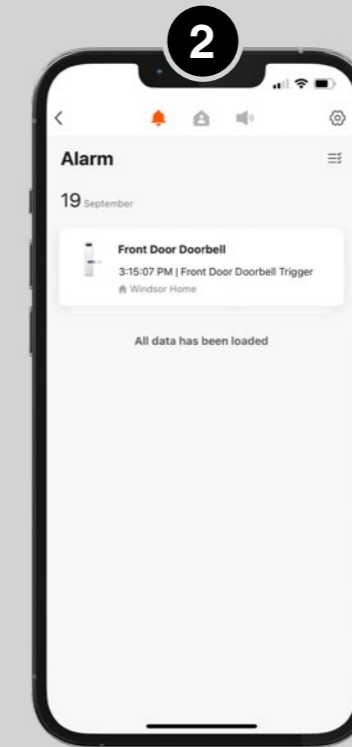 2
Alarm
19 September
Front Door Doorbell
3:15:07 PM | Front Door Doorbell Trigger
Windsor Home
All data has been loaded